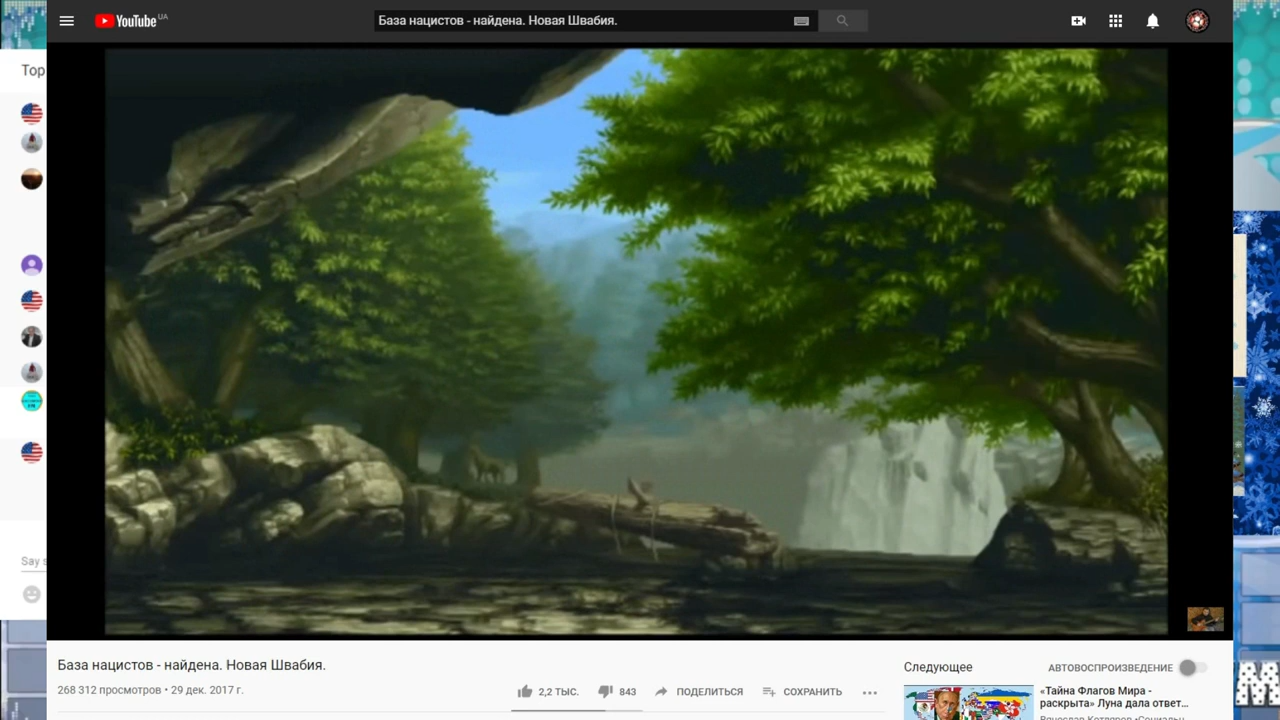 YouTube UA
База нацистов - найдена. Новая Швабия.
Top
Say
База нацистов - найдена. Новая Швабия.
268 312 просмотров • 29 дек. 2017 г.
2,2 ТЫС.
843
ПОДЕЛИТЬСЯ
СОХРАНИТЬ
Следующее
АВТОВОСПРОИЗВЕДЕНИЕ
«Тайна Флагов Мира -
раскрыта» Луна дала ответ...
M